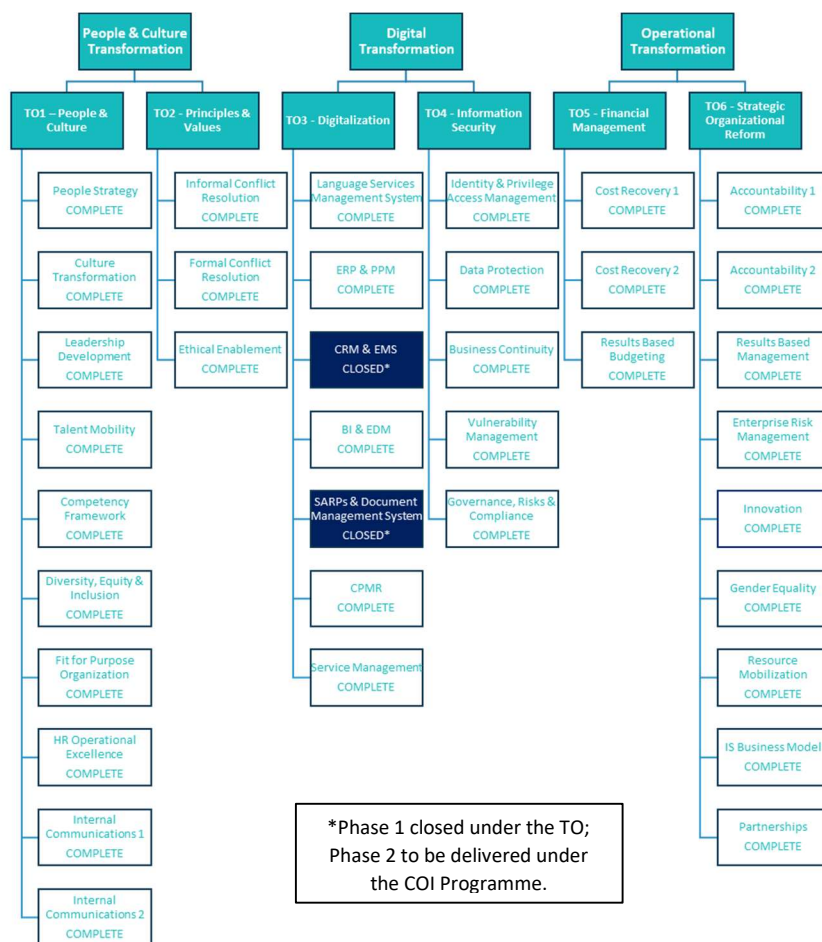 People & Culture
Transformation
TO1 – People &
Culture
People Strategy
COMPLETE
Culture
Transformation
COMPLETE
Leadership
Development
COMPLETE
Talent Mobility
COMPLETE
Competency
Framework
COMPLETE
Diversity, Equity &
Inclusion
COMPLETE
Fit for Purpose
Organization
COMPLETE
HR Operational
Excellence
COMPLETE
Internal
Communications 1
COMPLETE
Internal
Communications 2
COMPLETE
TO2 - Principles &
Values
Informal Conflict
Resolution
COMPLETE
Formal Conflict
Resolution
COMPLETE
Ethical Enablement
COMPLETE
Digital
Transformation
TO3 - Digitalization
Language Services
Management System
COMPLETE
ERP & PPM
COMPLETE
CRM & EMS
CLOSED*
BI & EDM
COMPLETE
SARPs & Document
Management System
CLOSED*
CPMR
COMPLETE
Service Management
COMPLETE
TO4 - Information
Security
Identity & Privilege
Access Management
COMPLETE
Data Protection
COMPLETE
Business Continuity
COMPLETE
Vulnerability
Management
COMPLETE
Governance, Risks &
Compliance
COMPLETE
Operational
Transformation
TO5 - Financial
Management
Cost Recovery 1
COMPLETE
Cost Recovery 2
COMPLETE
Results Based
Budgeting
COMPLETE
TO6 - Strategic
Organizational
Reform
Accountability 1
COMPLETE
Accountability 2
COMPLETE
Results Based
Management
COMPLETE
Enterprise Risk
Management
COMPLETE
Innovation
COMPLETE
Gender Equality
COMPLETE
Resource
Mobilization
COMPLETE
IS Business Model
COMPLETE
Partnerships
COMPLETE
*Phase 1 closed under the TO;
Phase 2 to be delivered under
the COI Programme.